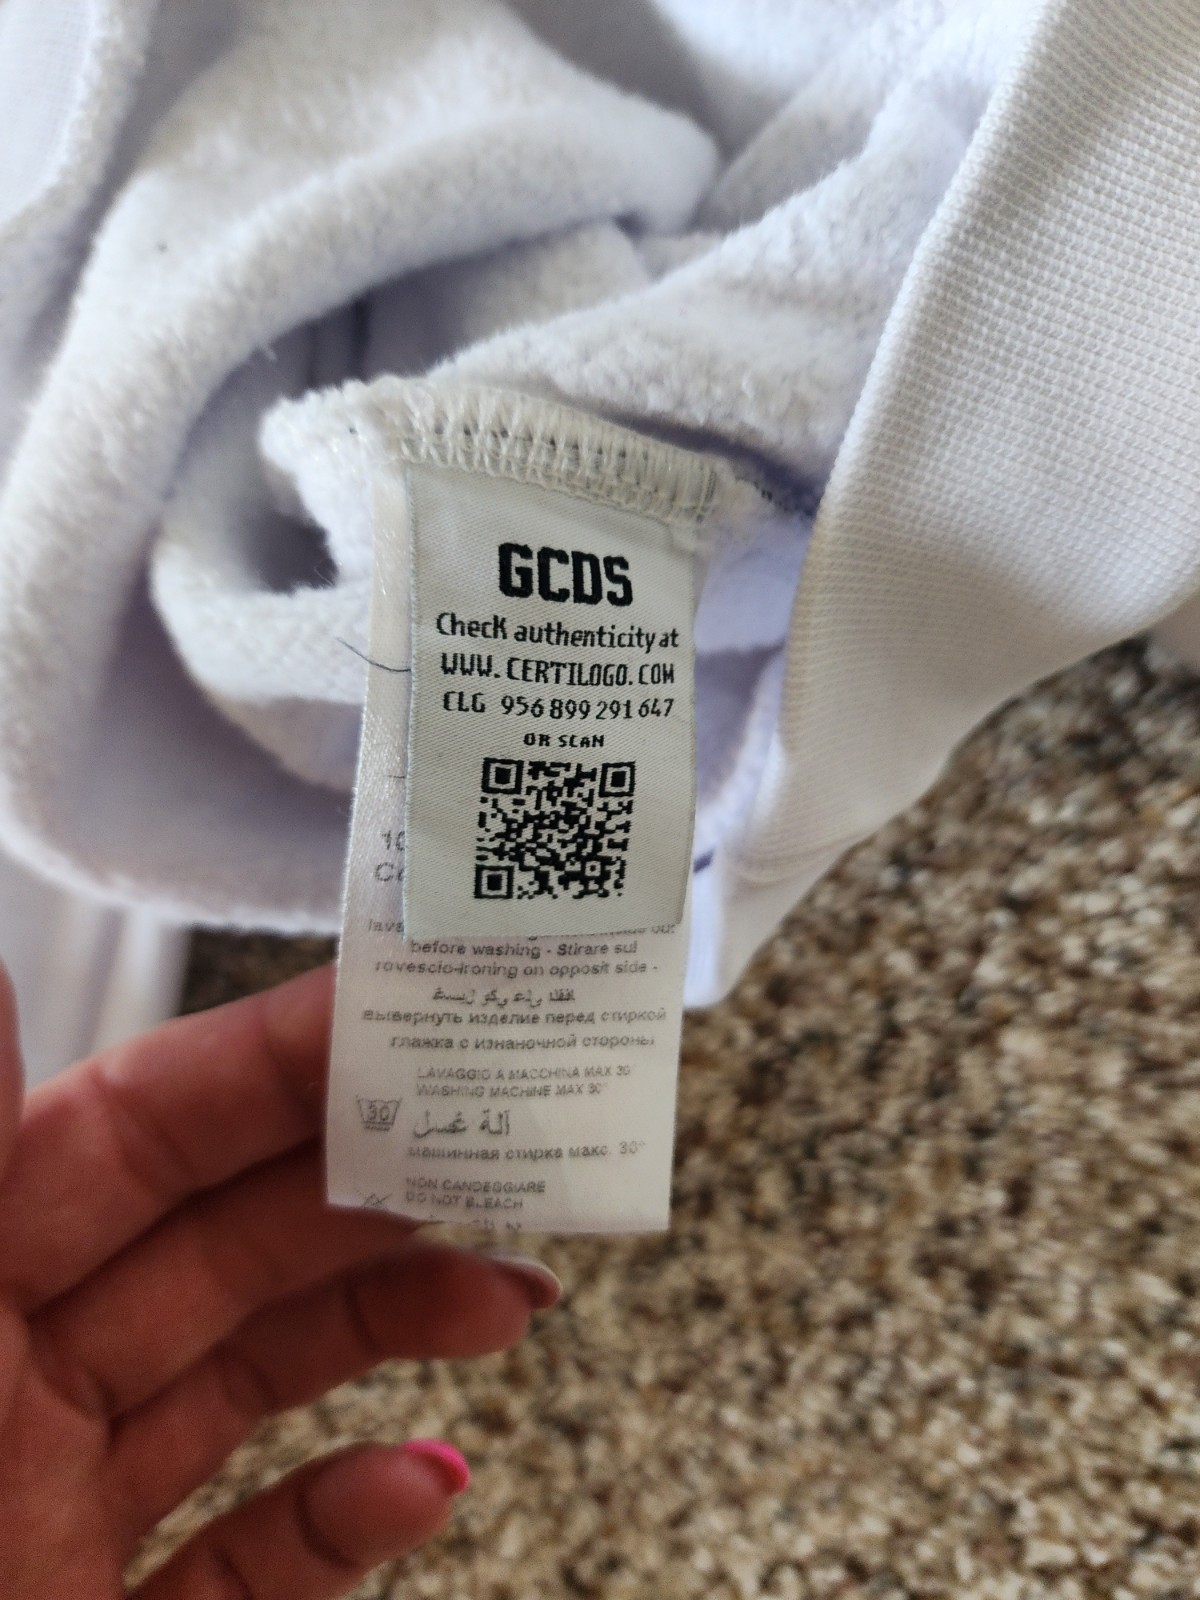 GCDS
Check authenticity at
WWW.CERTILOGO.COM
CLG 956 899 291 647
OR SCAN
before washing - Stirare sul
rovescio-ironing on opposit side -
вывернуть изделие перед стиркой
глажка с изнаночной стороны
LAVAGGIO A MACCHINA MAX 30°
WASHING MACHINE MAX 30°
30
آلة غسل
машинная стирка макс. 30°
NON CANDEGGIARE
DO NOT BLEACH